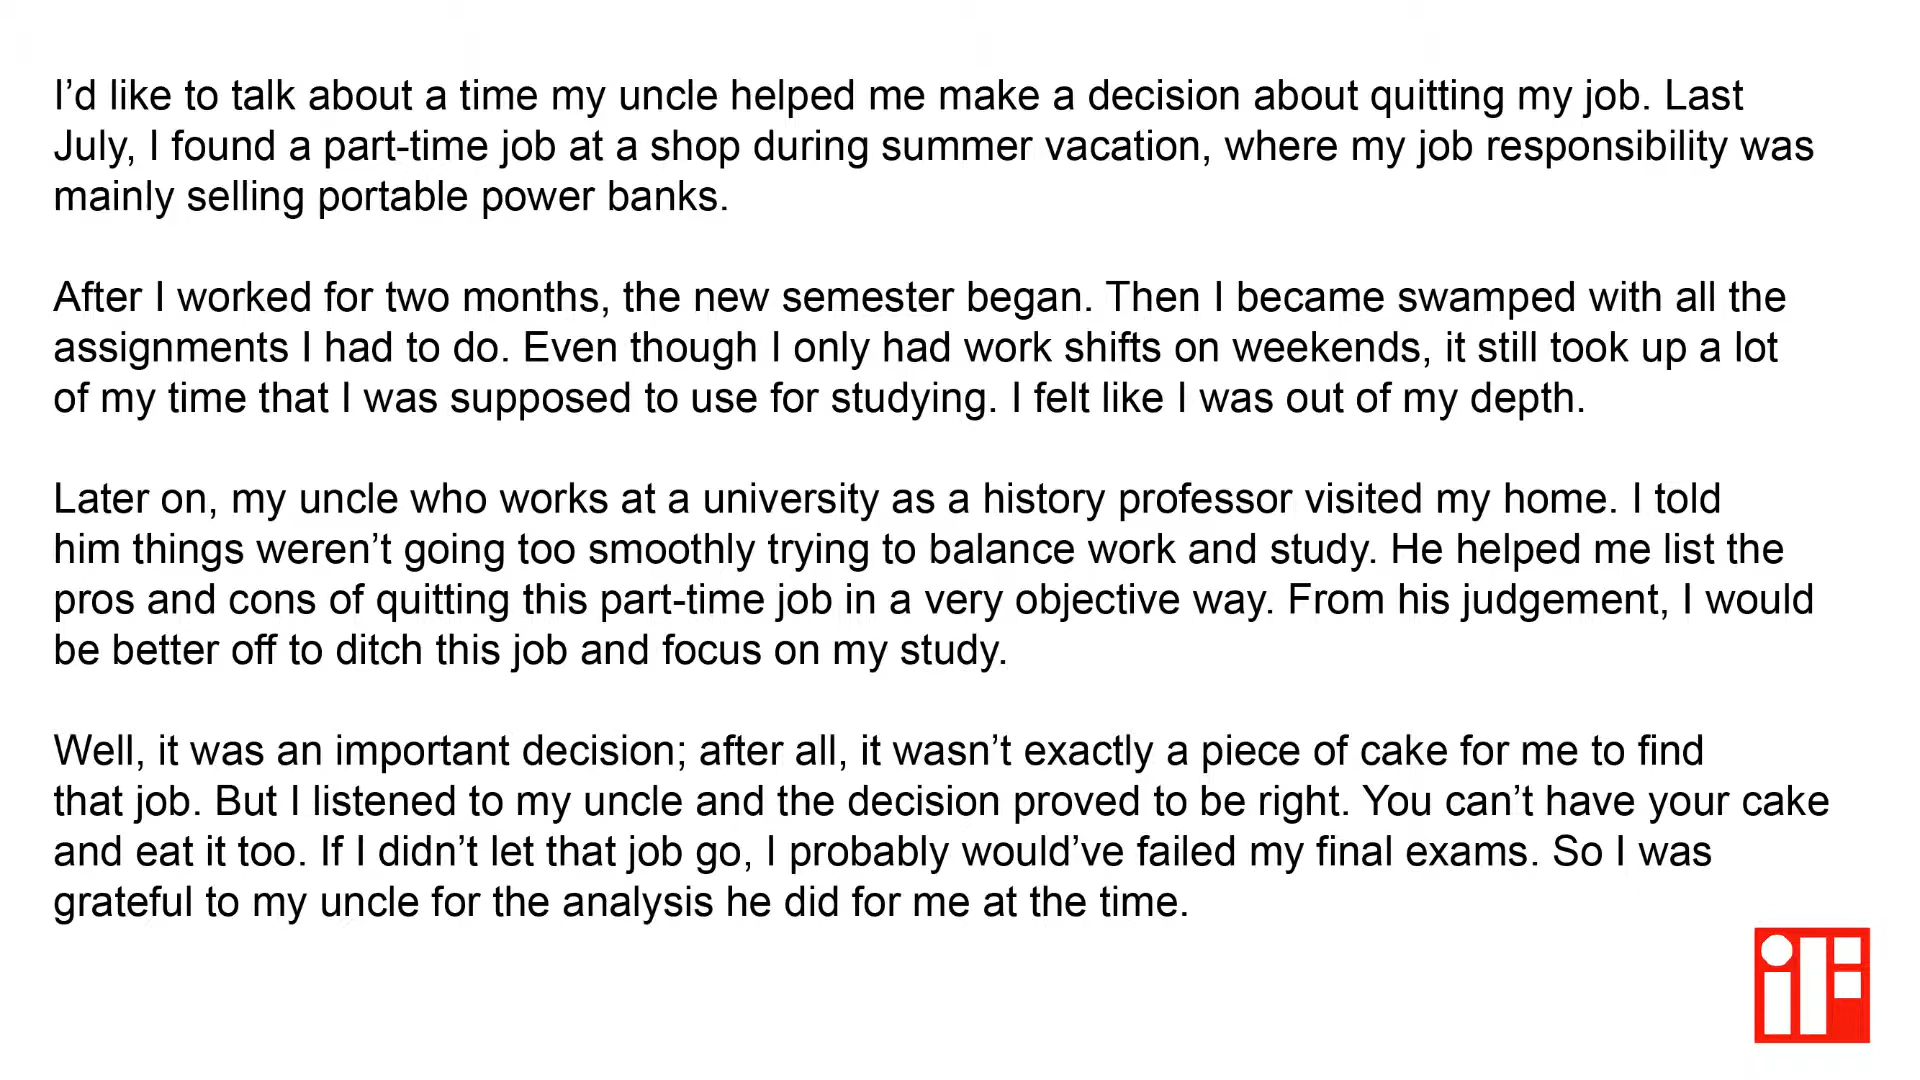 I’d like to talk about a time my uncle helped me make a decision about quitting my job. Last
July, I found a part-time job at a shop during summer vacation, where my job responsibility was
mainly selling portable power banks.
After I worked for two months, the new semester began. Then I became swamped with all the
assignments I had to do. Even though I only had work shifts on weekends, it still took up a lot
of my time that I was supposed to use for studying. I felt like I was out of my depth.
Later on, my uncle who works at a university as a history professor visited my home. I told
him things weren’t going too smoothly trying to balance work and study. He helped me list the
pros and cons of quitting this part-time job in a very objective way. From his judgement, I would
be better off to ditch this job and focus on my study.
Well, it was an important decision; after all, it wasn’t exactly a piece of cake for me to find
that job. But I listened to my uncle and the decision proved to be right. You can’t have your cake
and eat it too. If I didn’t let that job go, I probably would’ve failed my final exams. So I was
grateful to my uncle for the analysis he did for me at the time.
iF